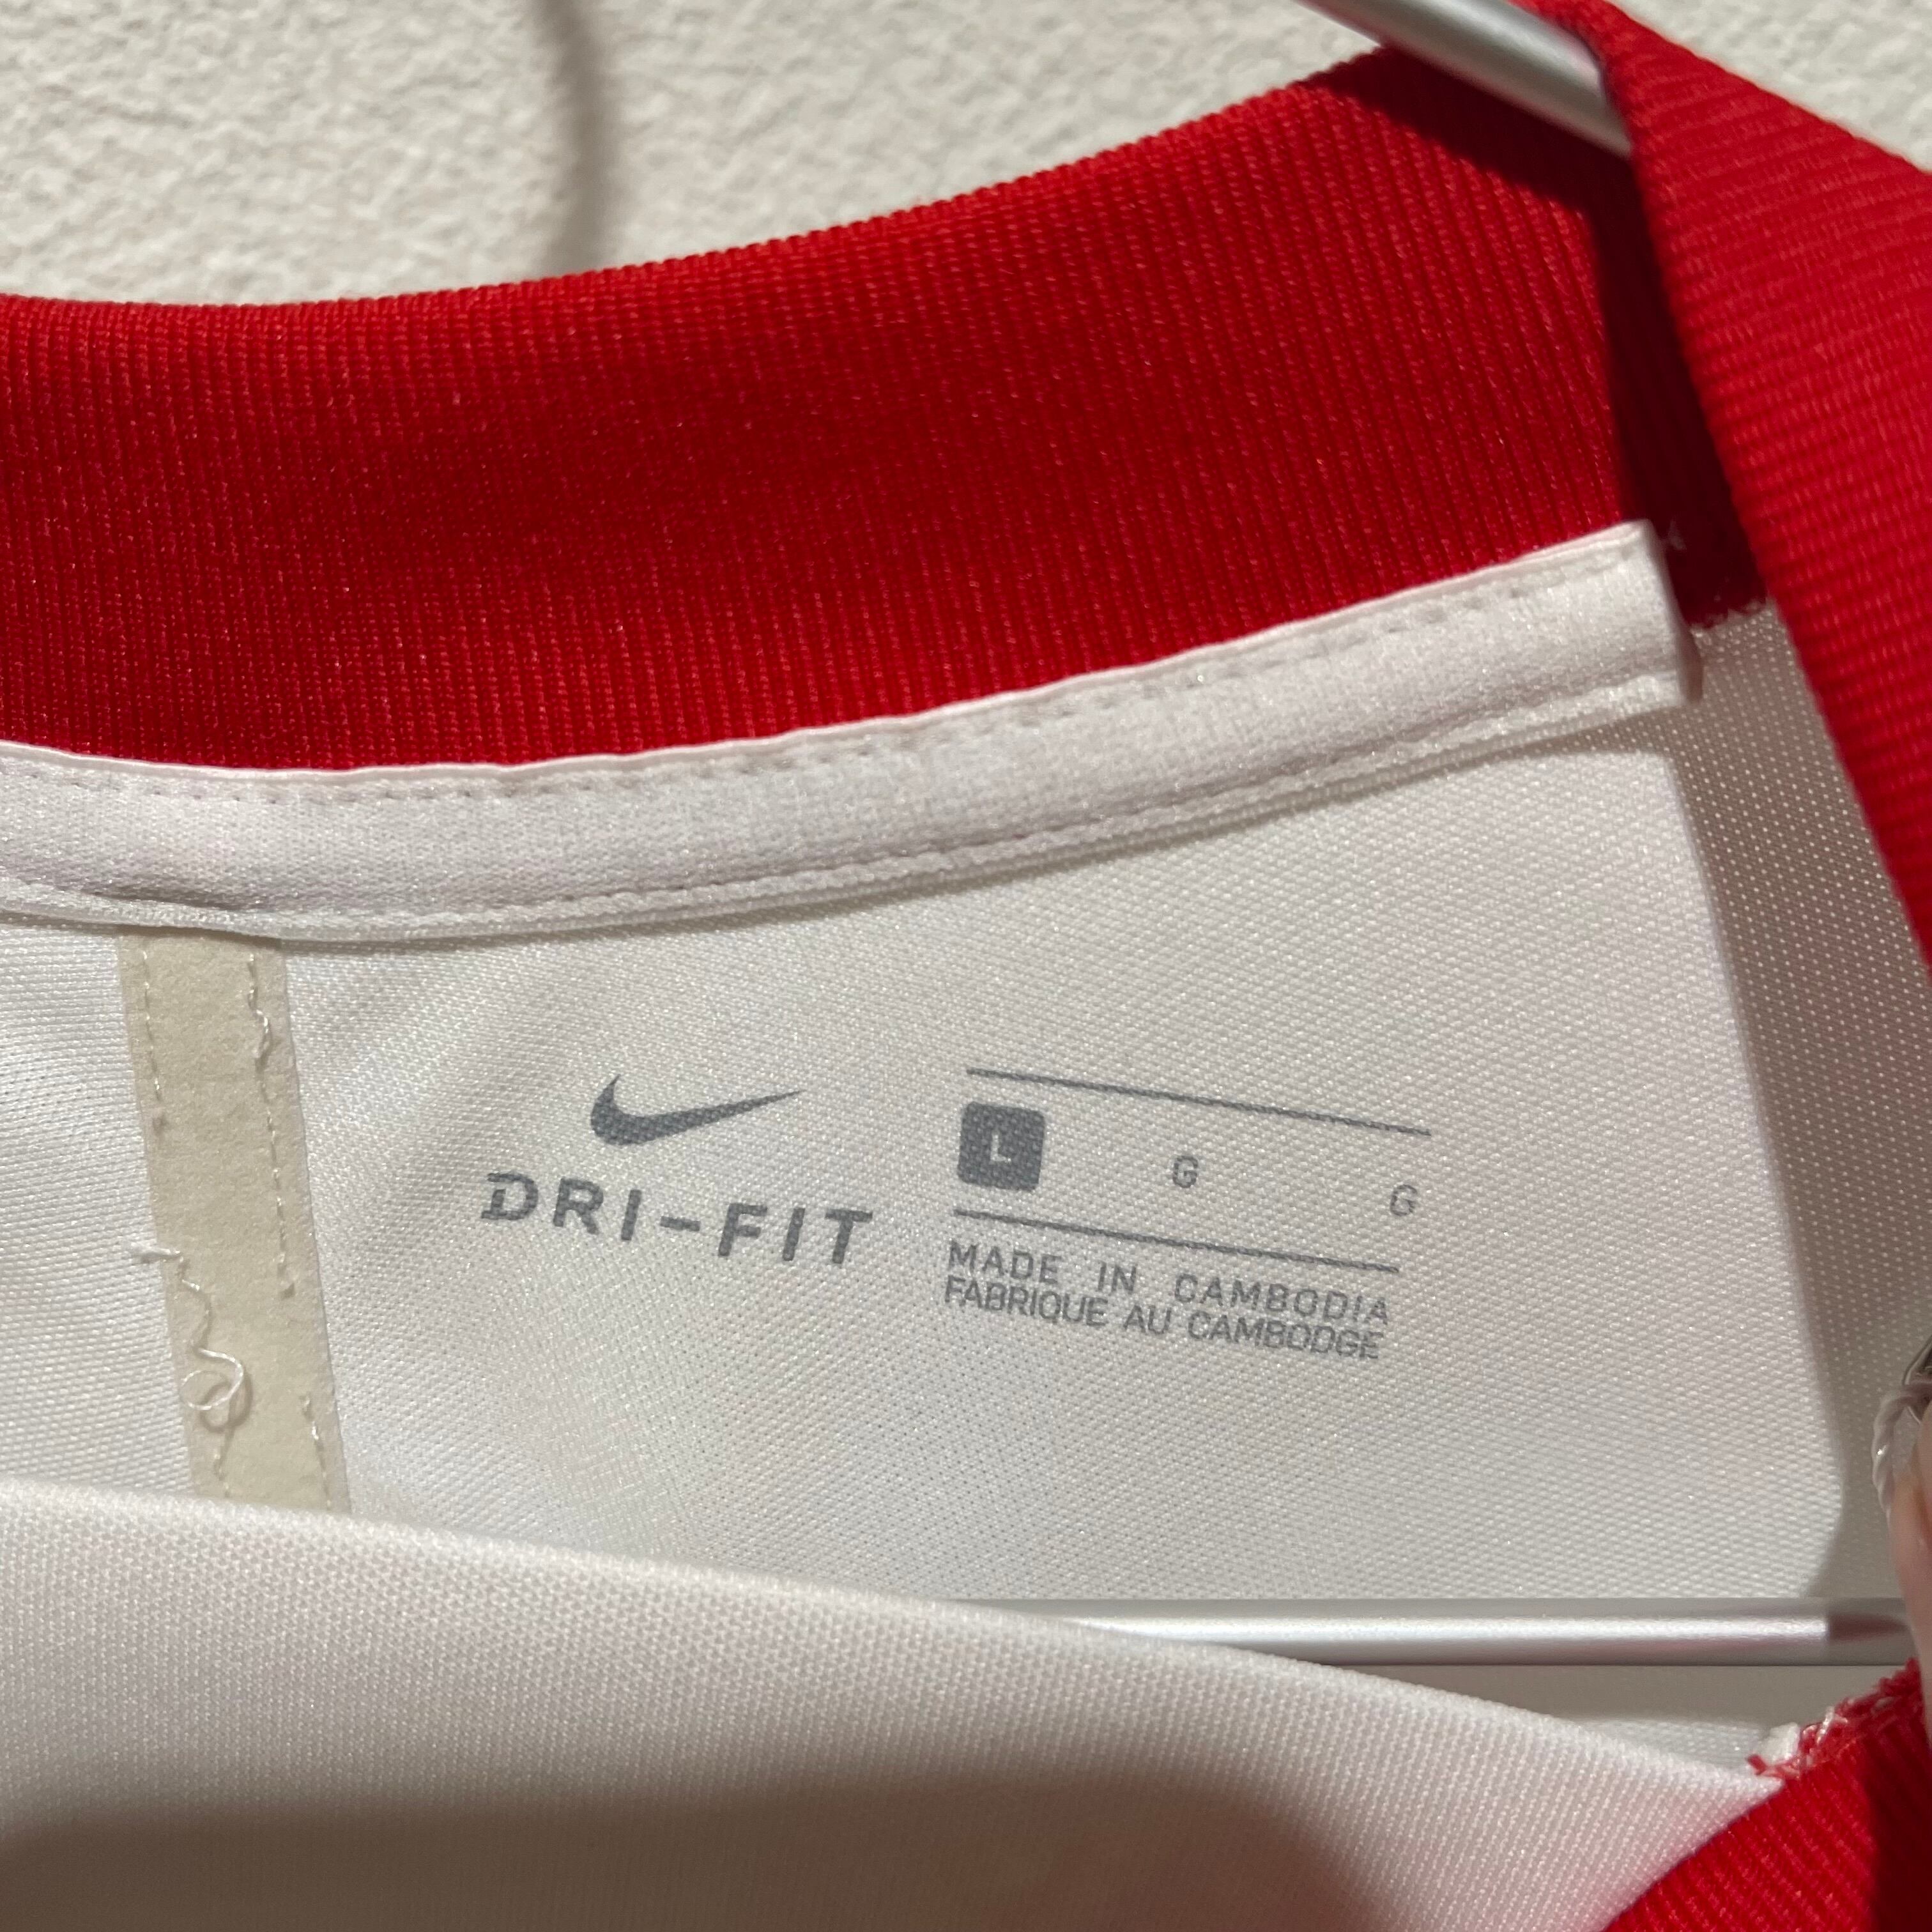 DRI-FIT
L G G
MADE IN CAMBODIA
FABRIQUE AU CAMBODGE